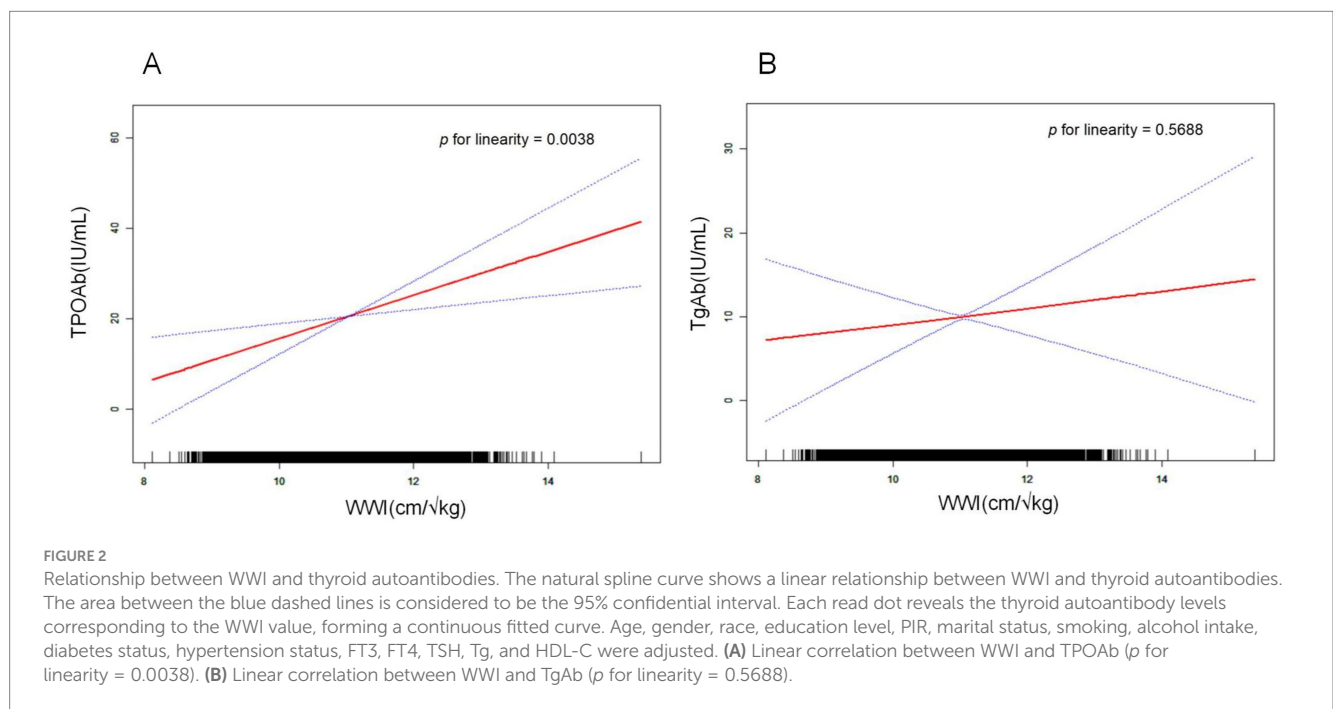 A
p for linearity = 0.0038
TPOAb(IU/mL)
60
40
20
0
8
10
12
14
WWI(cm/√kg)
B
p for linearity = 0.5688
TgAb(IU/mL)
30
20
10
0
8
10
12
14
WWI(cm/√kg)
FIGURE 2
Relationship between WWI and thyroid autoantibodies. The natural spline curve shows a linear relationship between WWI and thyroid autoantibodies.
The area between the blue dashed lines is considered to be the 95% confidential interval. Each read dot reveals the thyroid autoantibody levels
corresponding to the WWI value, forming a continuous fitted curve. Age, gender, race, education level, PIR, marital status, smoking, alcohol intake,
diabetes status, hypertension status, FT3, FT4, TSH, Tg, and HDL-C were adjusted. (A) Linear correlation between WWI and TPOAb (p for
linearity = 0.0038). (B) Linear correlation between WWI and TgAb (p for linearity = 0.5688).